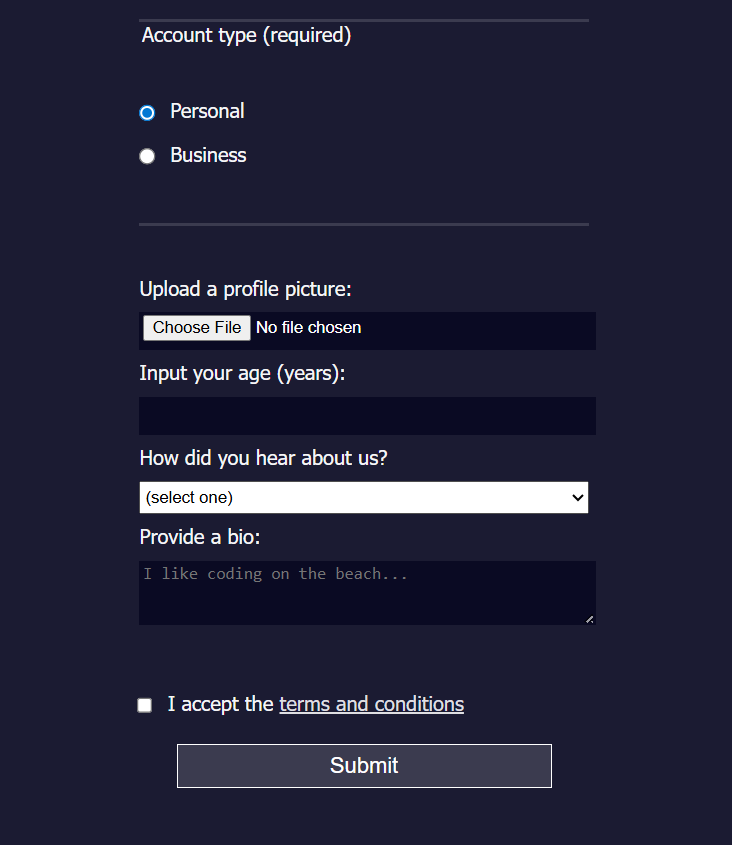 Account type (required)
Personal
Business
Upload a profile picture:
Choose File No file chosen
Input your age (years):
How did you hear about us?
(select one)
Provide a bio:
I like coding on the beach...
I accept the terms and conditions
Submit